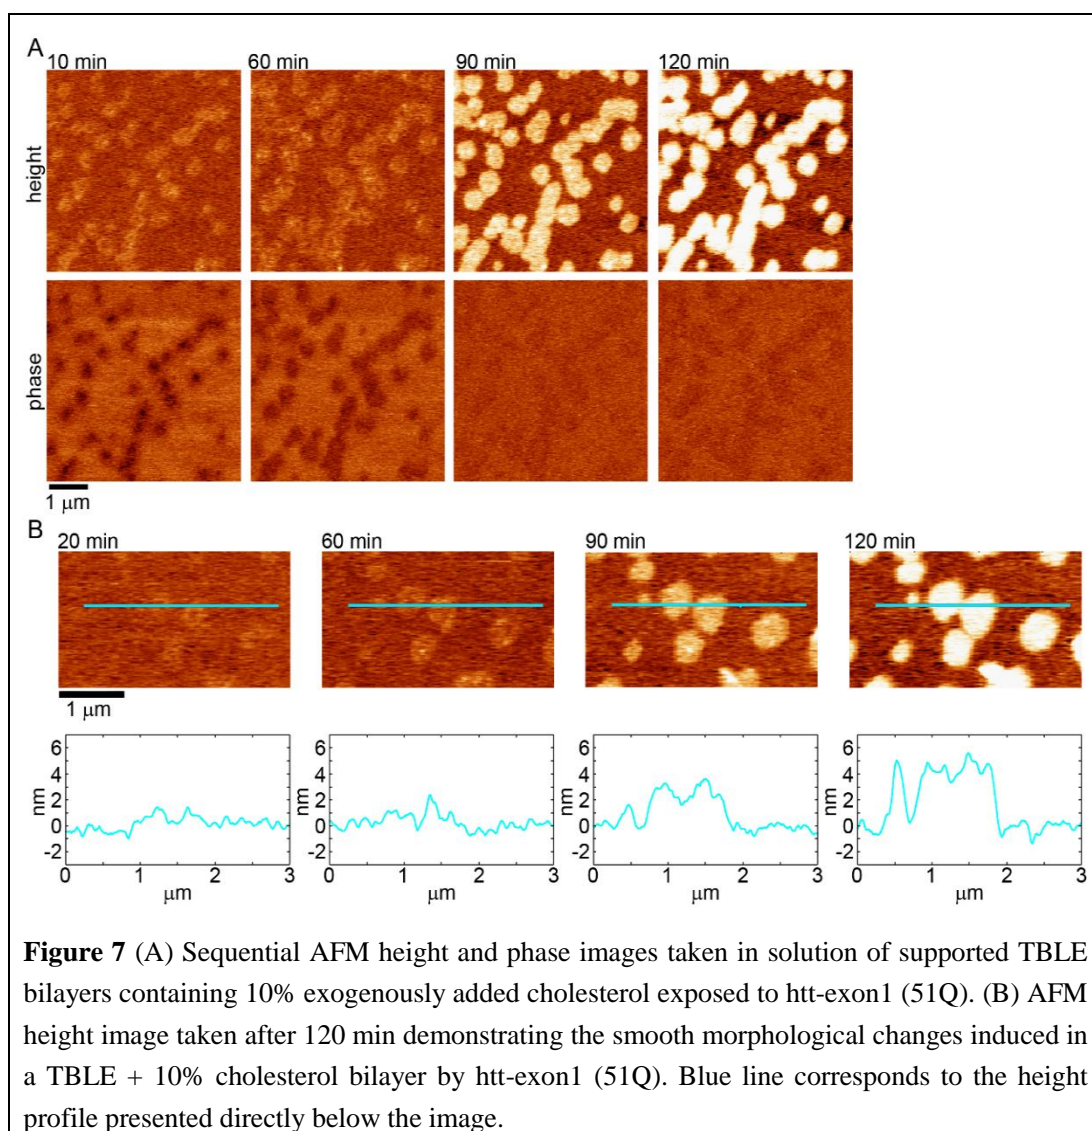 A
10 min 60 min 90 min 120 min
height
phase
1 µm
B
20 min 60 min 90 min 120 min
1 µm
6 6 6 6
4 4 4 4
nm nm nm nm
2 2 2 2
0 0 0 0
-2 -2 -2 -2
0 1 2 3 0 1 2 3 0 1 2 3 0 1 2 3
µm µm µm µm
Figure 7 (A) Sequential AFM height and phase images taken in solution of supported TBLE
bilayers containing 10% exogenously added cholesterol exposed to htt-exon1 (51Q). (B) AFM
height image taken after 120 min demonstrating the smooth morphological changes induced in
a TBLE + 10% cholesterol bilayer by htt-exon1 (51Q). Blue line corresponds to the height
profile presented directly below the image.